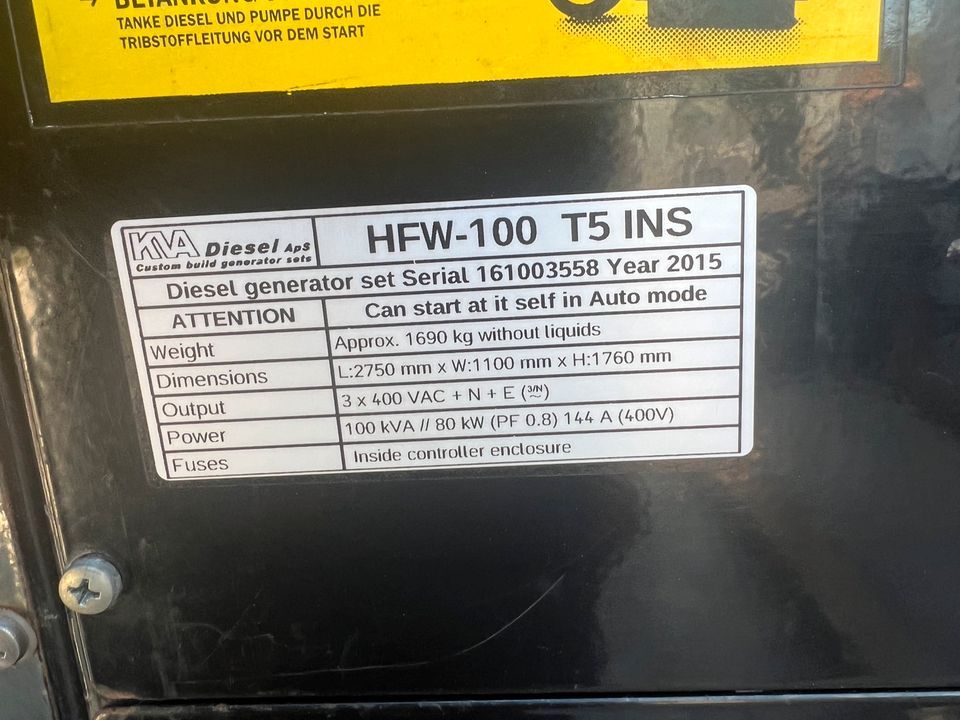 TANKE DIESEL UND PUMPE DURCH DIE
TRIBSTOFFLEITUNG VOR DEM START
KVA Diesel ApS
Custom build generator sets
HFW-100 T5 INS
Diesel generator set Serial 161003558 Year 2015
ATTENTION Can start at it self in Auto mode
Weight Approx. 1690 kg without liquids
Dimensions L:2750 mm x W:1100 mm x H:1760 mm
Output 3 x 400 VAC + N + E (3/N~)
Power 100 kVA // 80 kW (PF 0.8) 144 A (400V)
Fuses Inside controller enclosure